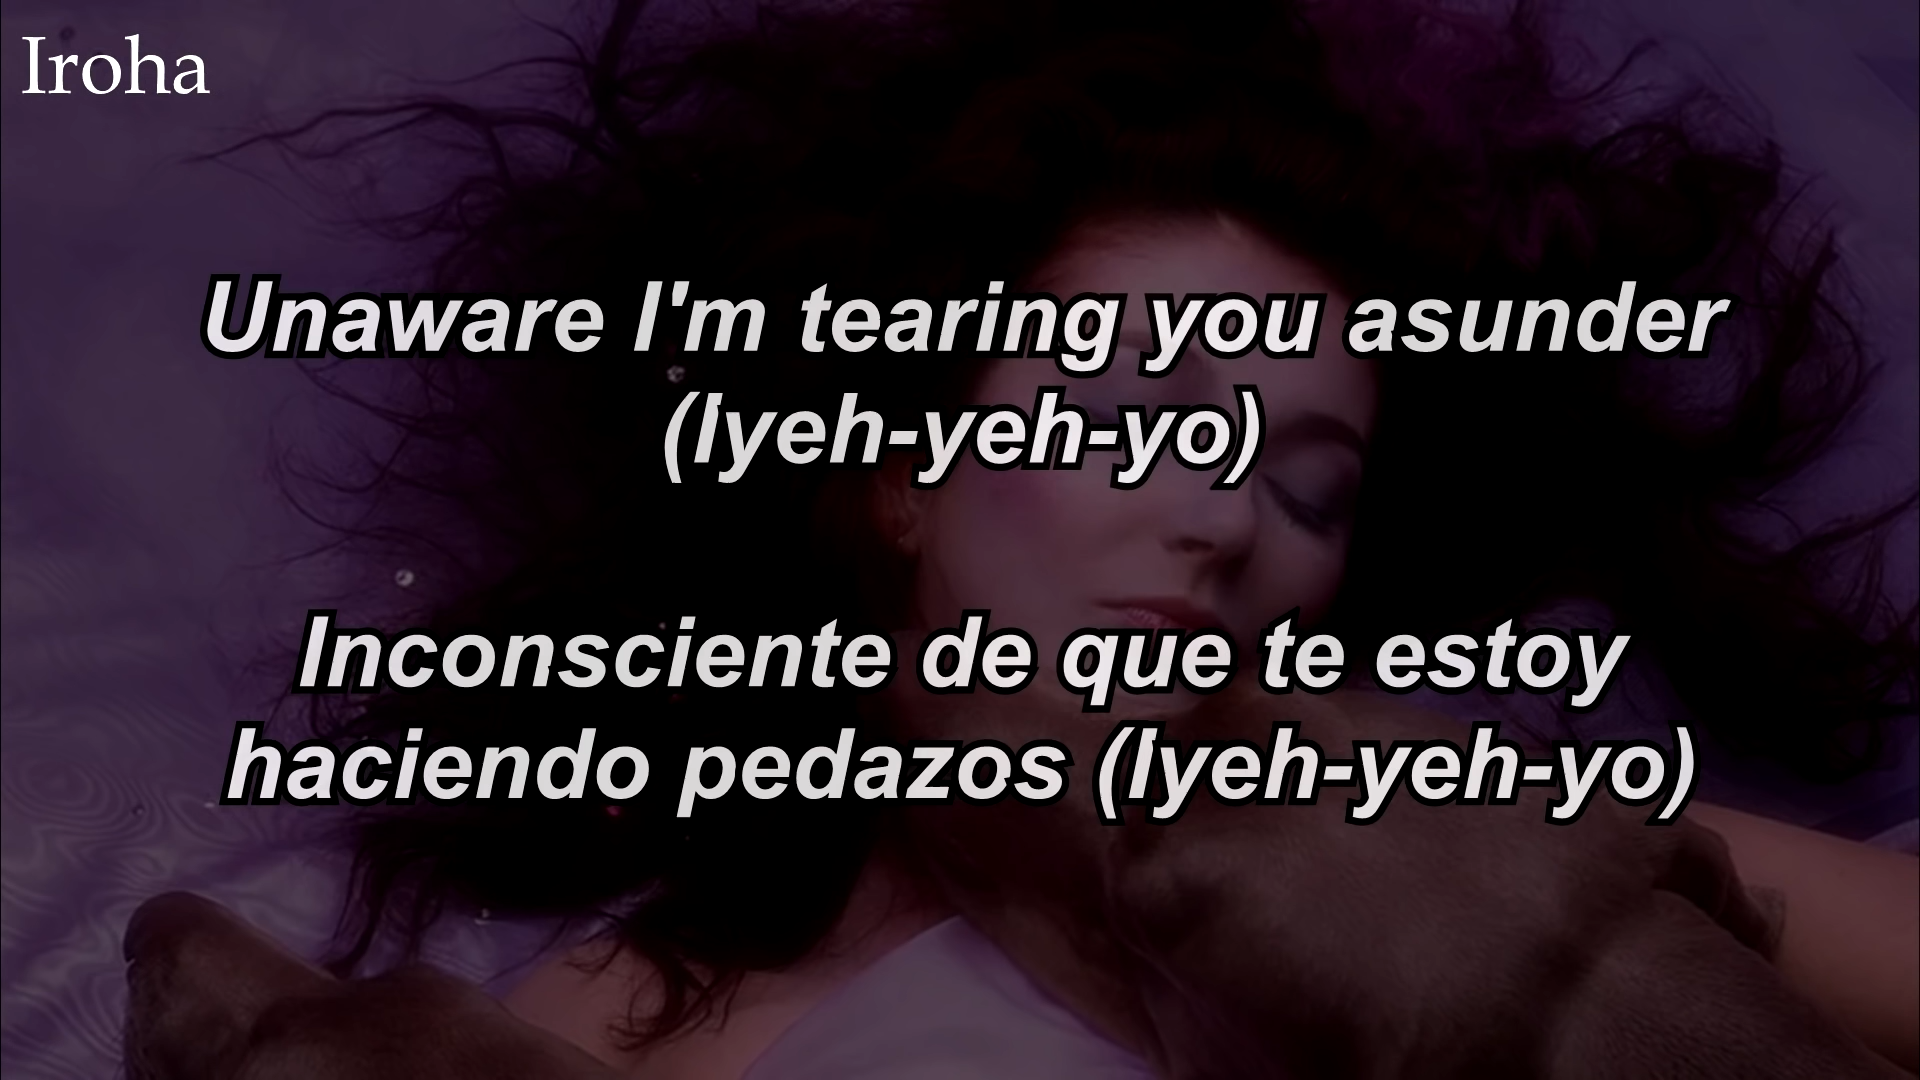 Iroha
Unaware I'm tearing you asunder
(Iyeh-yeh-yo)
Inconsciente de que te estoy
haciendo pedazos (Iyeh-yeh-yo)